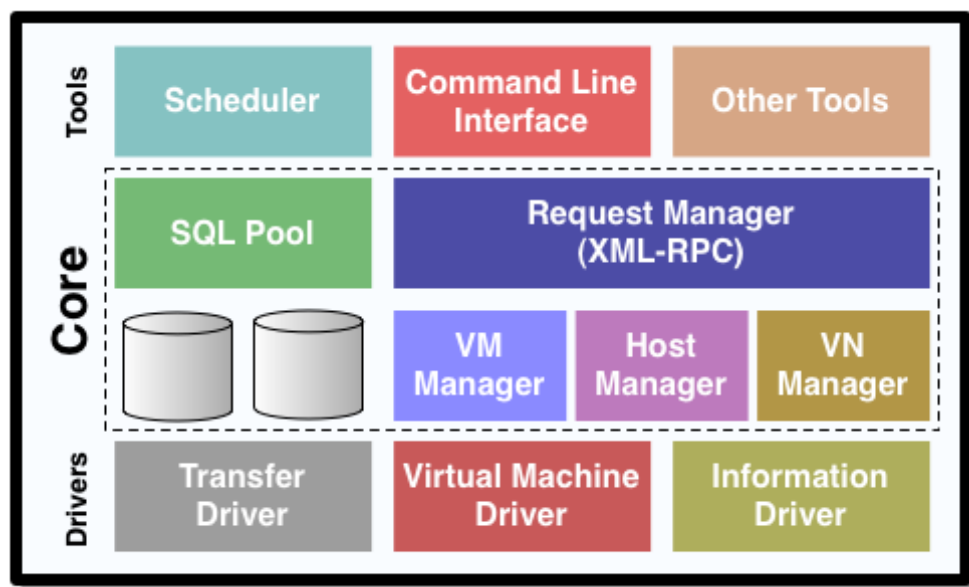 Tools
Scheduler
Command Line
Interface
Other Tools
Core
SQL Pool
Request Manager
(XML-RPC)
VM
Manager
Host
Manager
VN
Manager
Drivers
Transfer
Driver
Virtual Machine
Driver
Information
Driver